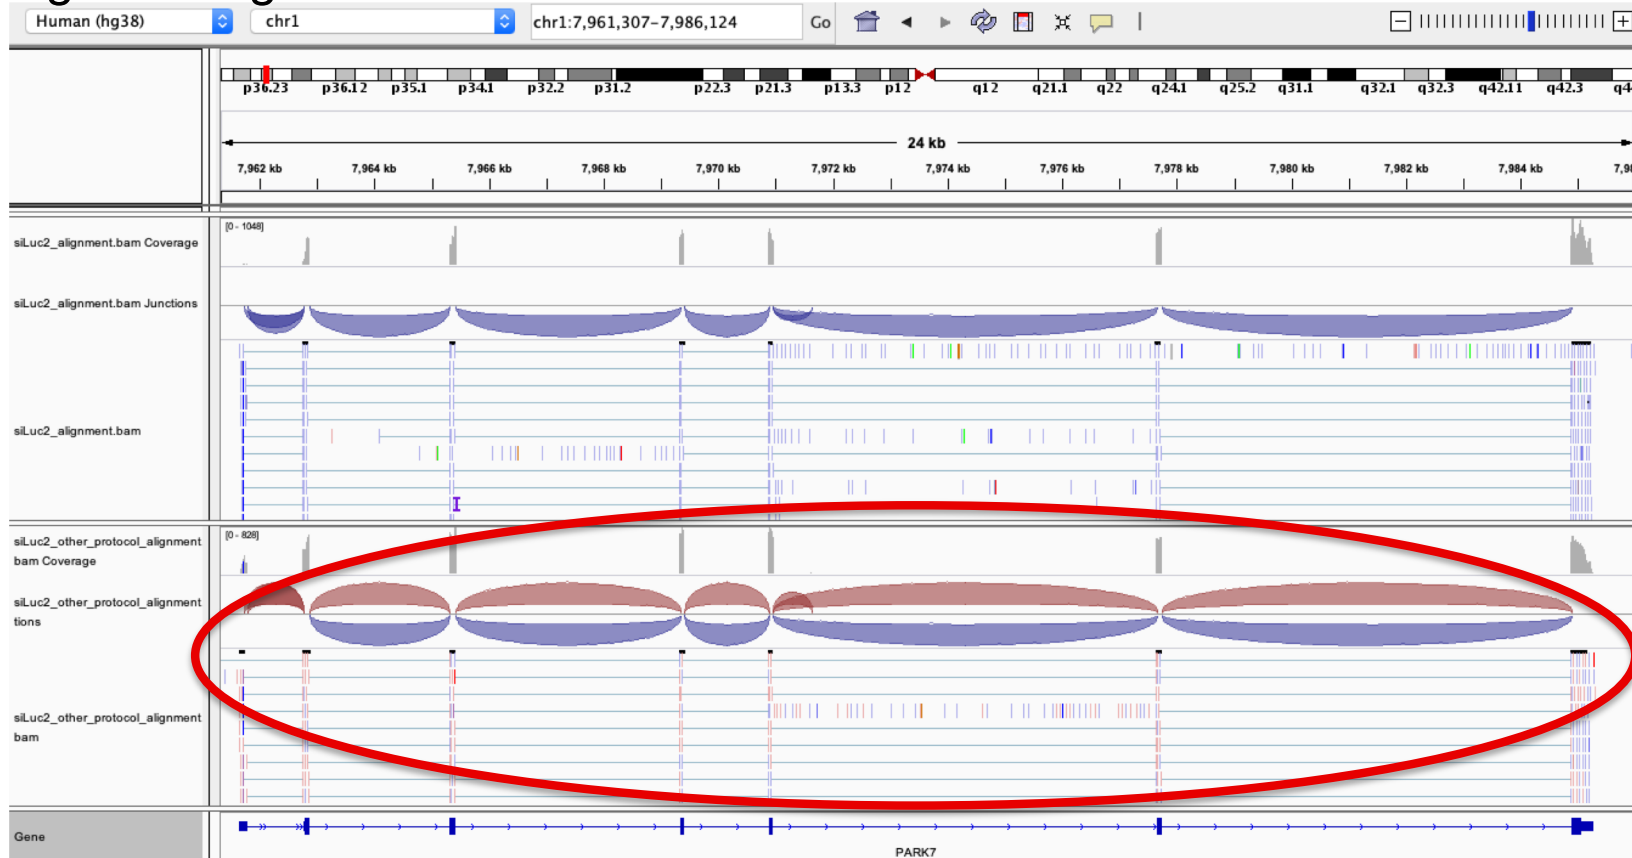 Human (hg38) chr1 chr1:7,961,307-7,986,124 Go
p36.23 p36.12 p35.1 p34.1 p32.2 p31.2 p22.3 p21.3 p13.3 p12 q12 q21.1 q22 q24.1 q25.2 q31.1 q32.1 q32.3 q42.11 q42.3 q4
24 kb
7,962 kb 7,964 kb 7,966 kb 7,968 kb 7,970 kb 7,972 kb 7,974 kb 7,976 kb 7,978 kb 7,980 kb 7,982 kb 7,984 kb 7,98
[0 - 1048]
siLuc2_alignment.bam Coverage
siLuc2_alignment.bam Junctions
siLuc2_alignment.bam
[0 - 828]
siLuc2_other_protocol_alignment
bam Coverage
siLuc2_other_protocol_alignment
tions
siLuc2_other_protocol_alignment
bam
Gene
PARK7